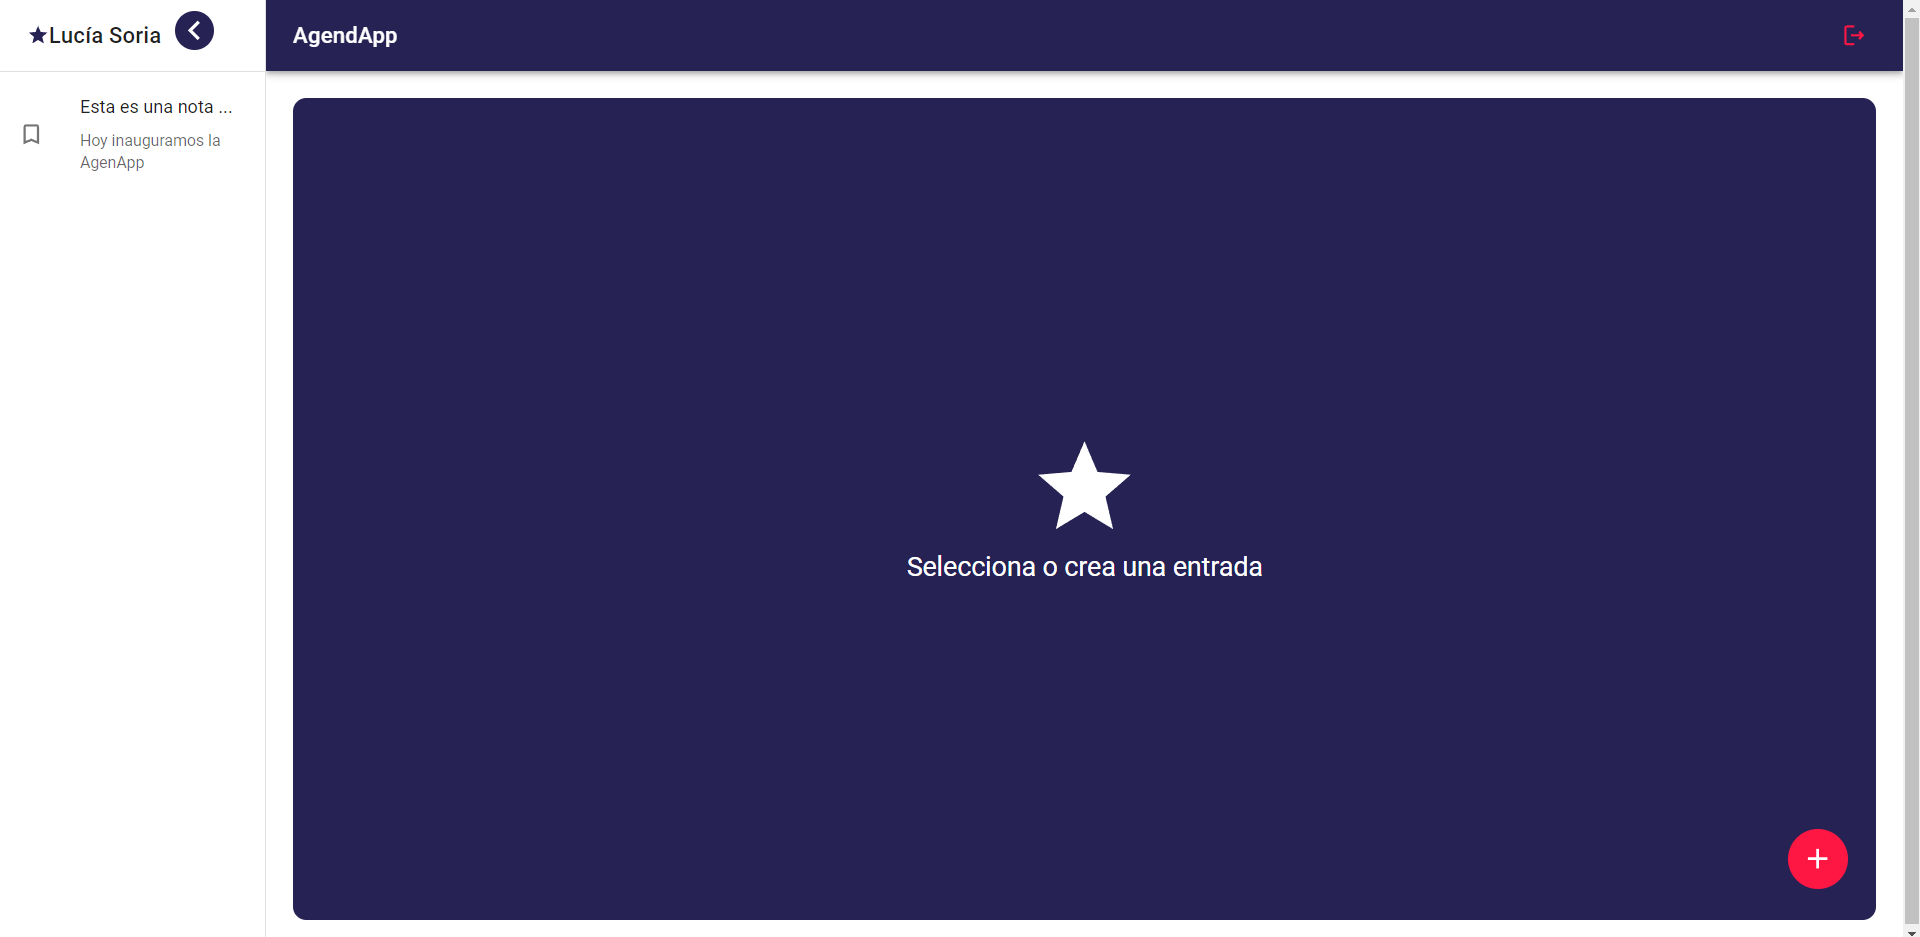 Lucía Soria
AgendApp
Esta es una nota ...
Hoy inauguramos la
AgenApp
Selecciona o crea una entrada